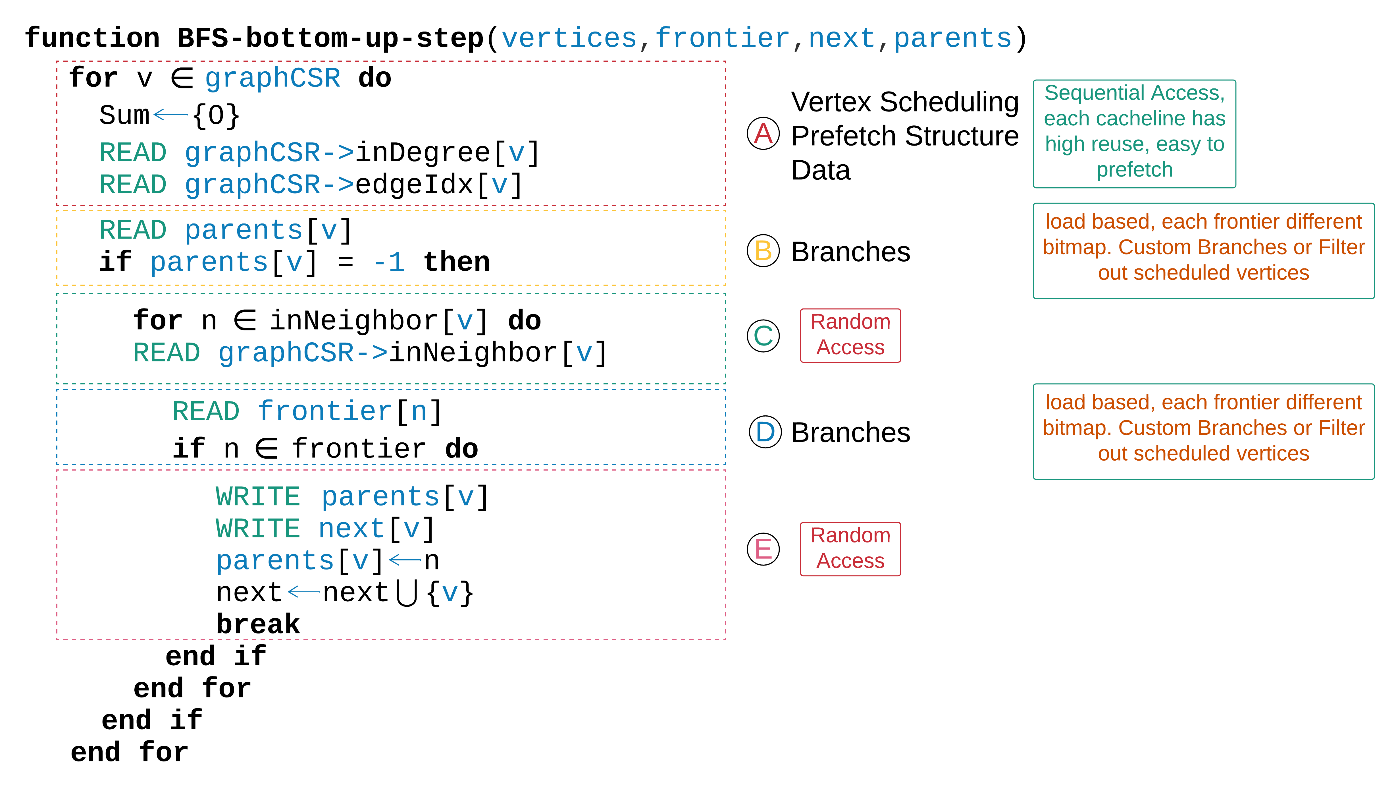 function BFS-bottom-up-step(vertices,frontier,next,parents)
for v ∈ graphCSR do
Sum←{O}
READ graphCSR->inDegree[v]
READ graphCSR->edgeIdx[v]
A
Vertex Scheduling
Prefetch Structure
Data
Sequential Access,
each cacheline has
high reuse, easy to
prefetch
READ parents[v]
if parents[v] = -1 then
B Branches
load based, each frontier different
bitmap. Custom Branches or Filter
out scheduled vertices
for n ∈ inNeighbor[v] do
READ graphCSR->inNeighbor[v]
C
Random
Access
READ frontier[n]
if n ∈ frontier do
D Branches
load based, each frontier different
bitmap. Custom Branches or Filter
out scheduled vertices
WRITE parents[v]
WRITE next[v]
parents[v]←n
next←next⋃{v}
break
E
Random
Access
end if
end for
end if
end for